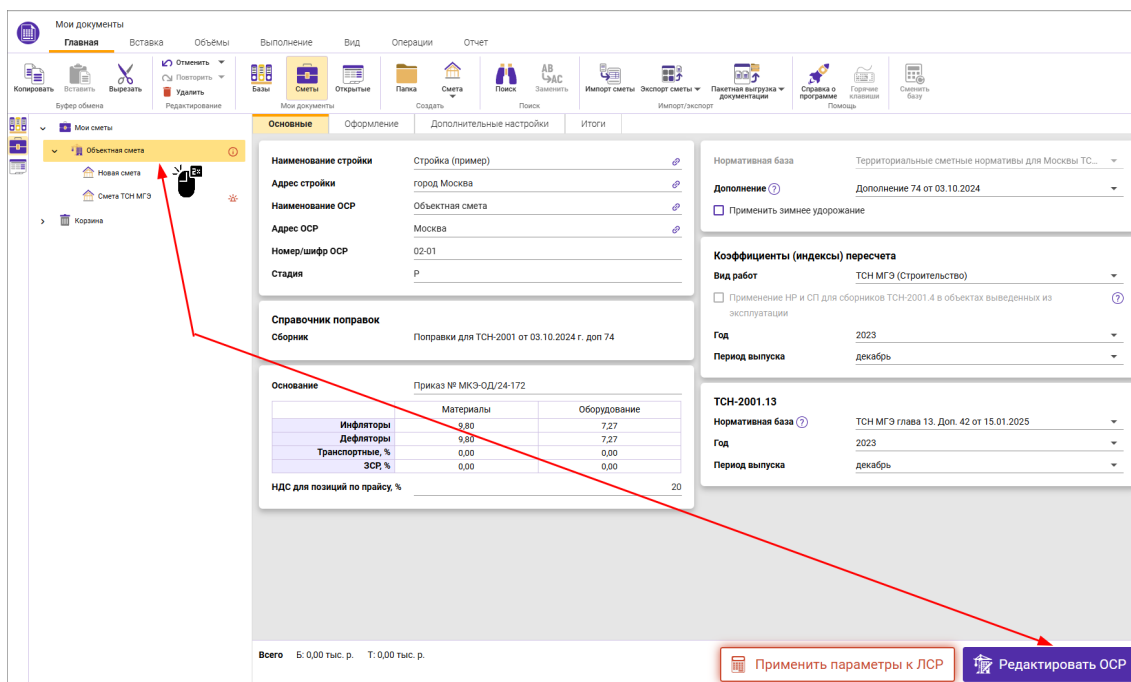 Мои документы
Главная Вставка Объёмы Выполнение Вид Операции Отчет
Копировать Вставить Вырезать Отменить Повторить Удалить Базы Сметы Открытые Папка Смета Поиск Заменить Импорт сметы Экспорт сметы Пакетная выгрузка документации Справка о программе Горячие клавиши Сменить базу
AB
AC
Буфер обмена Редактирование Мои документы Создать Поиск Импорт/экспорт Помощь
Мои сметы
Объектная смета
2×
Новая смета
Смета ТСН МГЭ
Корзина
Основные Оформление Дополнительные настройки Итоги
Наименование стройки Стройка (пример)
Адрес стройки город Москва
Наименование ОСР Объектная смета
Адрес ОСР Москва
Номер/шифр ОСР 02-01
Стадия Р
Справочник поправок
Сборник Поправки для ТСН-2001 от 03.10.2024 г. доп 74
Основание Приказ № МКЭ-ОД/24-172
Материалы Оборудование
Инфляторы 9,80 7,27
Дефляторы 9,80 7,27
Транспортные, % 0,00 0,00
ЗСР, % 0,00 0,00
НДС для позиций по прайсу, % 20
Нормативная база Территориальные сметные нормативы для Москвы ТС...
Дополнение ? Дополнение 74 от 03.10.2024
Применить зимнее удорожание
Коэффициенты (индексы) пересчета
Вид работ ТСН МГЭ (Строительство)
Применение НР и СП для сборников ТСН-2001.4 в объектах выведенных из ?
эксплуатации
Год 2023
Период выпуска декабрь
ТСН-2001.13
Нормативная база ? ТСН МГЭ глава 13. Доп. 42 от 15.01.2025
Год 2023
Период выпуска декабрь
Всего Б: 0,00 тыс. р. Т: 0,00 тыс. р.
Применить параметры к ЛСР Редактировать ОСР